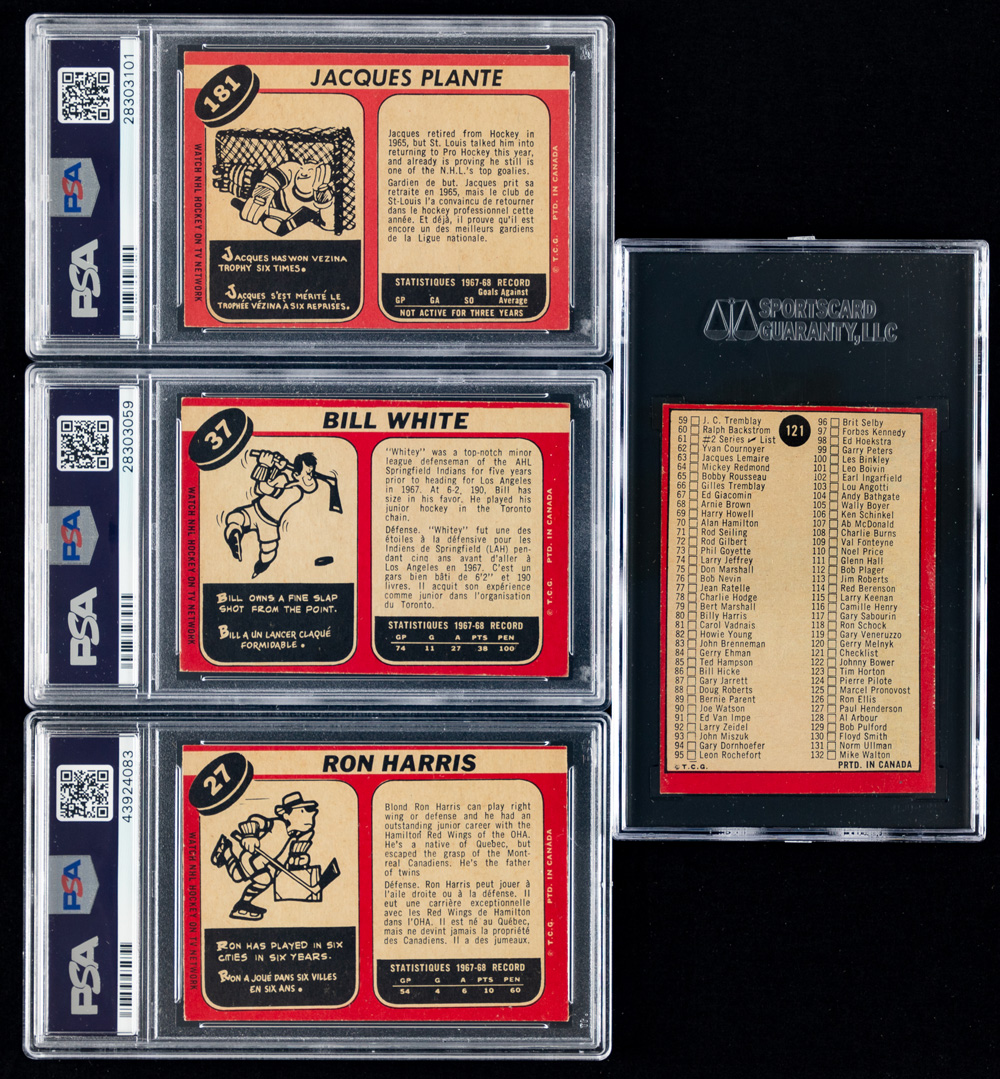 28303101
PSA
PSA
181
JACQUES PLANTE
WATCH NHL HOCKEY ON TV NETWORK
JACQUES HAS WON VEZINA
TROPHY SIX TIMES.
JACQUES S'EST MÉRITÉ LE
TROPHÉE VÉZINA À SIX REPRISES.
Jacques retired from Hockey in
1965, but St. Louis talked him into
returning to Pro Hockey this year,
and already is proving he still is
one of the N.H.L.'s top goalies.
Gardien de but. Jacques prit sa
retraite en 1965, mais le club de
St-Louis l'a convaincu de retourner
dans le hockey professionnel cette
année. Et déjà, il prouve qu'il est
encore un des meilleurs gardiens
de la Ligue nationale.
STATISTIQUES 1967-68 RECORD
Goals Against
GP GA SO Average
NOT ACTIVE FOR THREE YEARS
© T.C.G. PTD. IN CANADA
28303059
PSA
PSA
37
BILL WHITE
WATCH NHL HOCKEY ON TV NETWORK
BILL OWNS A FINE SLAP
SHOT FROM THE POINT.
BILL A UN LANCER CLAQUÉ
FORMIDABLE.
"Whitey" was a top-notch minor
league defenseman of the AHL
Springfield Indians for five years
prior to heading for Los Angeles
in 1967. At 6-2, 190, Bill has
size in his favor. He played his
junior hockey in the Toronto
chain.
Défense. "Whitey" fut une des
étoiles à la défensive pour les
Indiens de Springfield (LAH) pen-
dant cinq ans avant d'aller à
Los Angeles en 1967. C'est un
gars bien bâti de 6'2" et 190
livres. Il acquit son expérience
comme junior dans l'organisation
du Toronto.
STATISTIQUES 1967-68 RECORD
GP G A PTS PEN
74 11 27 38 100
© T.C.G. PTD. IN CANADA
43924083
PSA
PSA
27
RON HARRIS
WATCH NHL HOCKEY ON TV NETWORK
RON HAS PLAYED IN SIX
CITIES IN SIX YEARS.
RON A JOUÉ DANS SIX VILLES
EN SIX ANS.
Blond Ron Harris can play right
wing or defense and he had an
outstanding junior career with the
Hamilton Red Wings of the OHA.
He's a native of Quebec, but
escaped the grasp of the Mont-
real Canadiens. He's the father
of twins
Défense. Ron Harris peut jouer à
l'aile droite ou à la défense. Il
eut une carrière exceptionnelle
avec les Red Wings de Hamilton
dans l'OHA. Il est né au Québec,
mais ne devint jamais la propriété
des Canadiens. Il a des jumeaux.
STATISTIQUES 1967-68 RECORD
GP G A PTS PEN
54 4 6 10 60
© T.C.G. PTD. IN CANADA
SPORTSCARD
GUARANTY, LLC
121
59 J. C. Tremblay
60 Ralph Backstrom
61 #2 Series List
62 Yvan Cournoyer
63 Jacques Lemaire
64 Mickey Redmond
65 Bobby Rousseau
66 Gilles Tremblay
67 Ed Giacomin
68 Arnie Brown
69 Harry Howell
70 Alan Hamilton
71 Rod Seiling
72 Rod Gilbert
73 Phil Goyette
74 Larry Jeffrey
75 Don Marshall
76 Bob Nevin
77 Jean Ratelle
78 Charlie Hodge
79 Bert Marshall
80 Billy Harris
81 Carol Vadnais
82 Howie Young
83 John Brenneman
84 Gerry Ehman
85 Ted Hampson
86 Bill Hicke
87 Gary Jarrett
88 Doug Roberts
89 Bernie Parent
90 Joe Watson
91 Ed Van Impe
92 Larry Zeidel
93 John Miszuk
94 Gary Dornhoefer
95 Leon Rochefort
© T.C.G.
96 Brit Selby
97 Forbes Kennedy
98 Ed Hoekstra
99 Garry Peters
100 Les Binkley
101 Leo Boivin
102 Earl Ingarfield
103 Lou Angotti
104 Andy Bathgate
105 Wally Boyer
106 Ken Schinkel
107 Ab McDonald
108 Charlie Burns
109 Val Fonteyne
110 Noel Price
111 Glenn Hall
112 Bob Plager
113 Jim Roberts
114 Red Berenson
115 Larry Keenan
116 Camille Henry
117 Gary Sabourin
118 Ron Schock
119 Gary Veneruzzo
120 Gerry Melnyk
121 Checklist
122 Johnny Bower
123 Tim Horton
124 Pierre Pilote
125 Marcel Pronovost
126 Ron Ellis
127 Paul Henderson
128 Al Arbour
129 Bob Pulford
130 Floyd Smith
131 Norm Ullman
132 Mike Walton
PRTD. IN CANADA